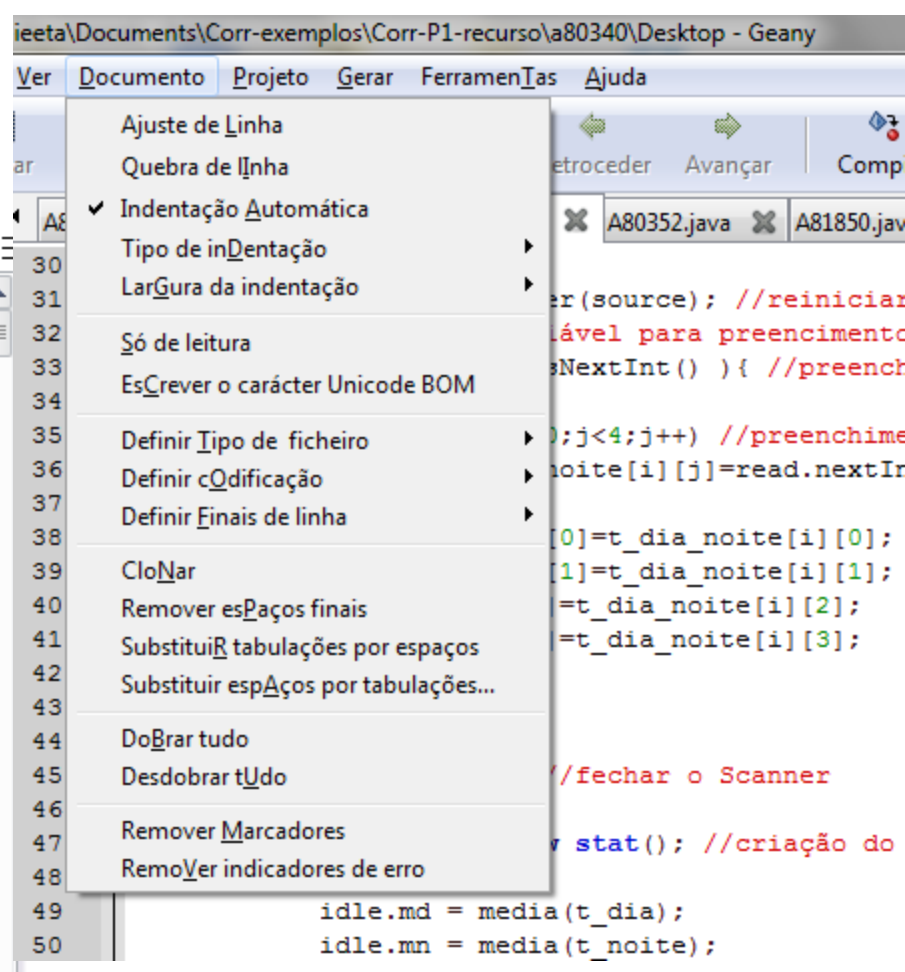 ieeta\Documents\Corr-exemplos\Corr-P1-recurso\a80340\Desktop - Geany
Ver Documento Projeto Gerar FerramenTas Ajuda
Ajuste de Linha
Quebra de lInha
Indentação Automática
Tipo de inDentação
LarGura da indentação
Só de leitura
EsCrever o carácter Unicode BOM
Definir Tipo de ficheiro
Definir cOdificação
Definir Finais de linha
CloNar
Remover esPaços finais
SubstituiR tabulações por espaços
Substituir espAços por tabulações...
DoBrar tudo
Desdobrar tUdo
Remover Marcadores
RemoVer indicadores de erro
ar etroceder Avançar Compi
A8 A80352.java A81850.jav
30
31 er(source); //reiniciar
32 iável para preencimento
33 sNextInt() ){ //preench
34
35 ;j<4;j++) //preenchime
36 noite[i][j]=read.nextIn
37
38 [0]=t_dia_noite[i][0];
39 [1]=t_dia_noite[i][1];
40 ]=t_dia_noite[i][2];
41 ]=t_dia_noite[i][3];
42
43
44
45 //fechar o Scanner
46
47 w stat(); //criação do
48
49 idle.md = media(t_dia);
50 idle.mn = media(t_noite);